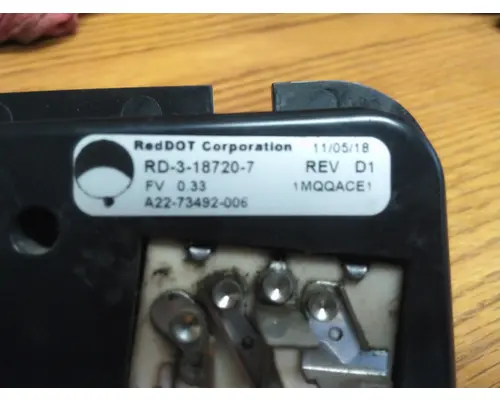 RedDOT Corporation 11/05/18
RD-3-18720-7 REV D1
FV 0.33 1MQQACE1
A22-73492-006